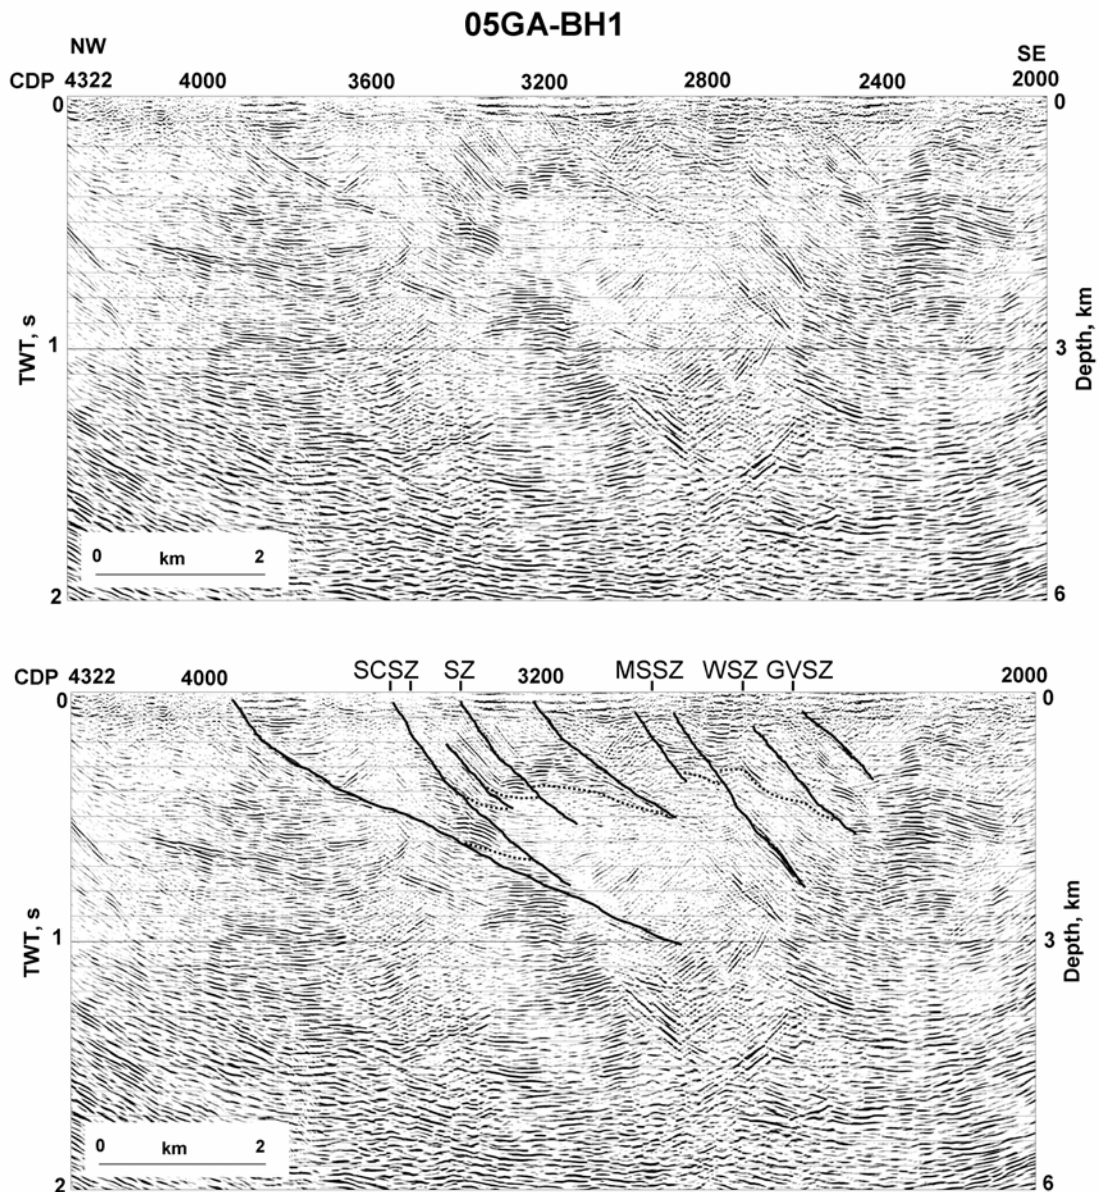 05GA-BH1
NW SE
CDP 4322 4000 3600 3200 2800 2400 2000
0 0
TWT, s 1 3 Depth, km
0 km 2
2 6
CDP 4322 4000 SCSZ SZ 3200 MSSZ WSZ GVSZ 2000
0 0
TWT, s 1 3 Depth, km
0 km 2
2 6